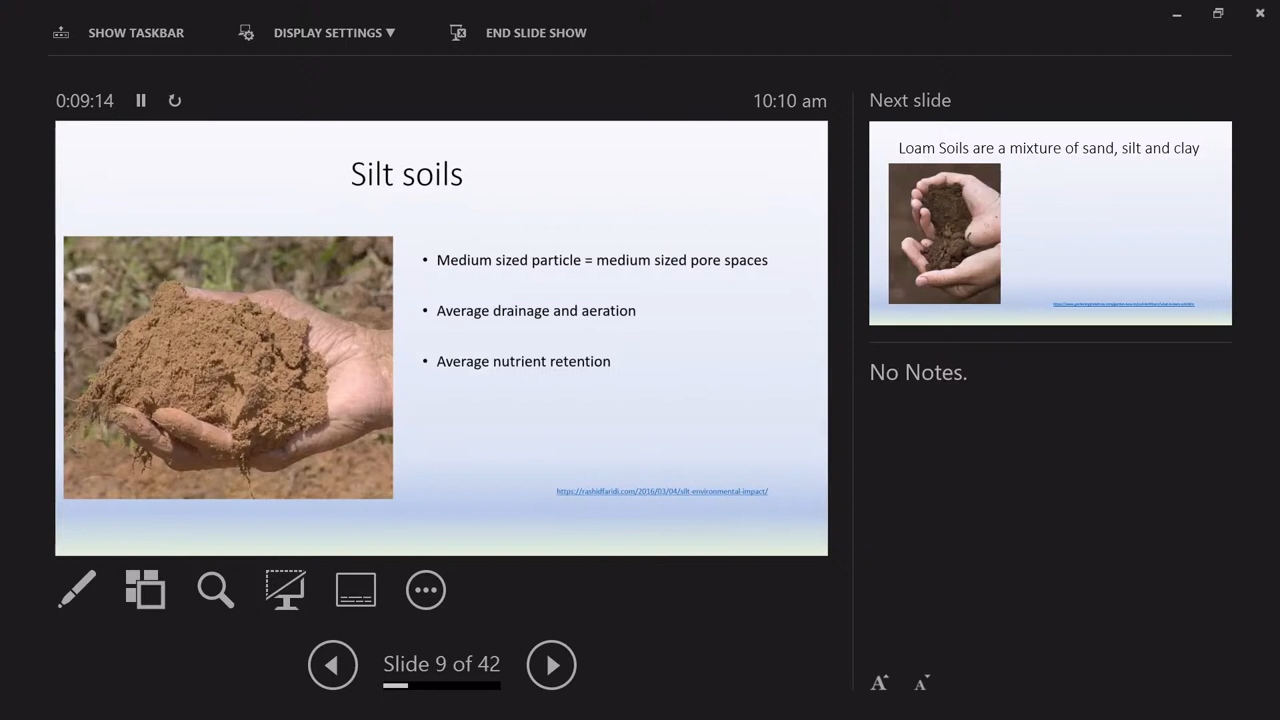 SHOW TASKBAR
DISPLAY SETTINGS ▼
END SLIDE SHOW
0:09:14
10:10 am
Silt soils
• Medium sized particle = medium sized pore spaces
• Average drainage and aeration
• Average nutrient retention
https://rashidfaridi.com/2016/03/04/silt-environmental-impact/
Next slide
Loam Soils are a mixture of sand, silt and clay
No Notes.
Slide 9 of 42
A A